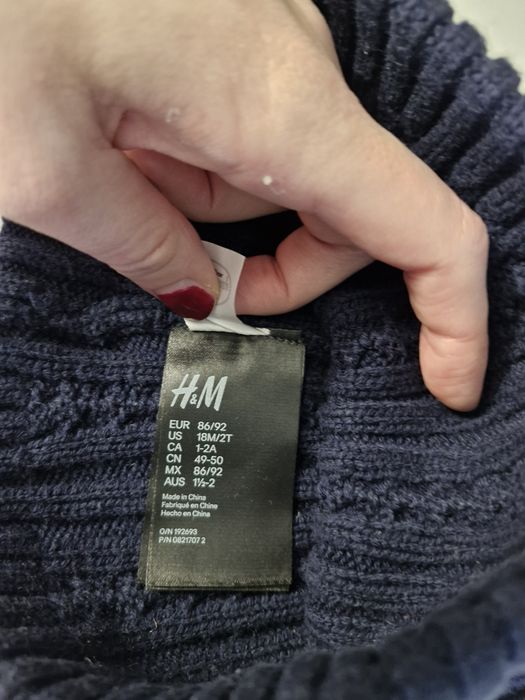 H&M
EUR 86/92
US 18M/2T
CA 1-2A
CN 49-50
MX 86/92
AUS 1½-2
Made in China
Fabriqué en Chine
Hecho en China
O/N 192693
P/N 0821707 2